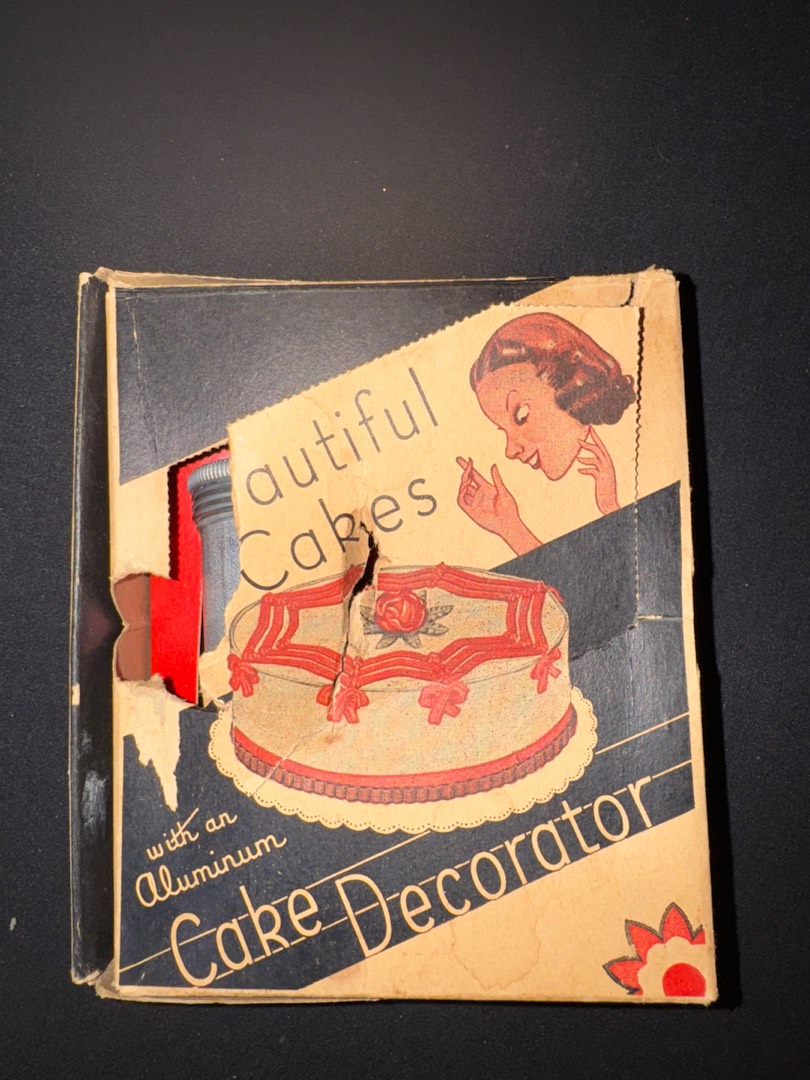 autiful
Cakes
with an
Aluminum
Cake Decorator